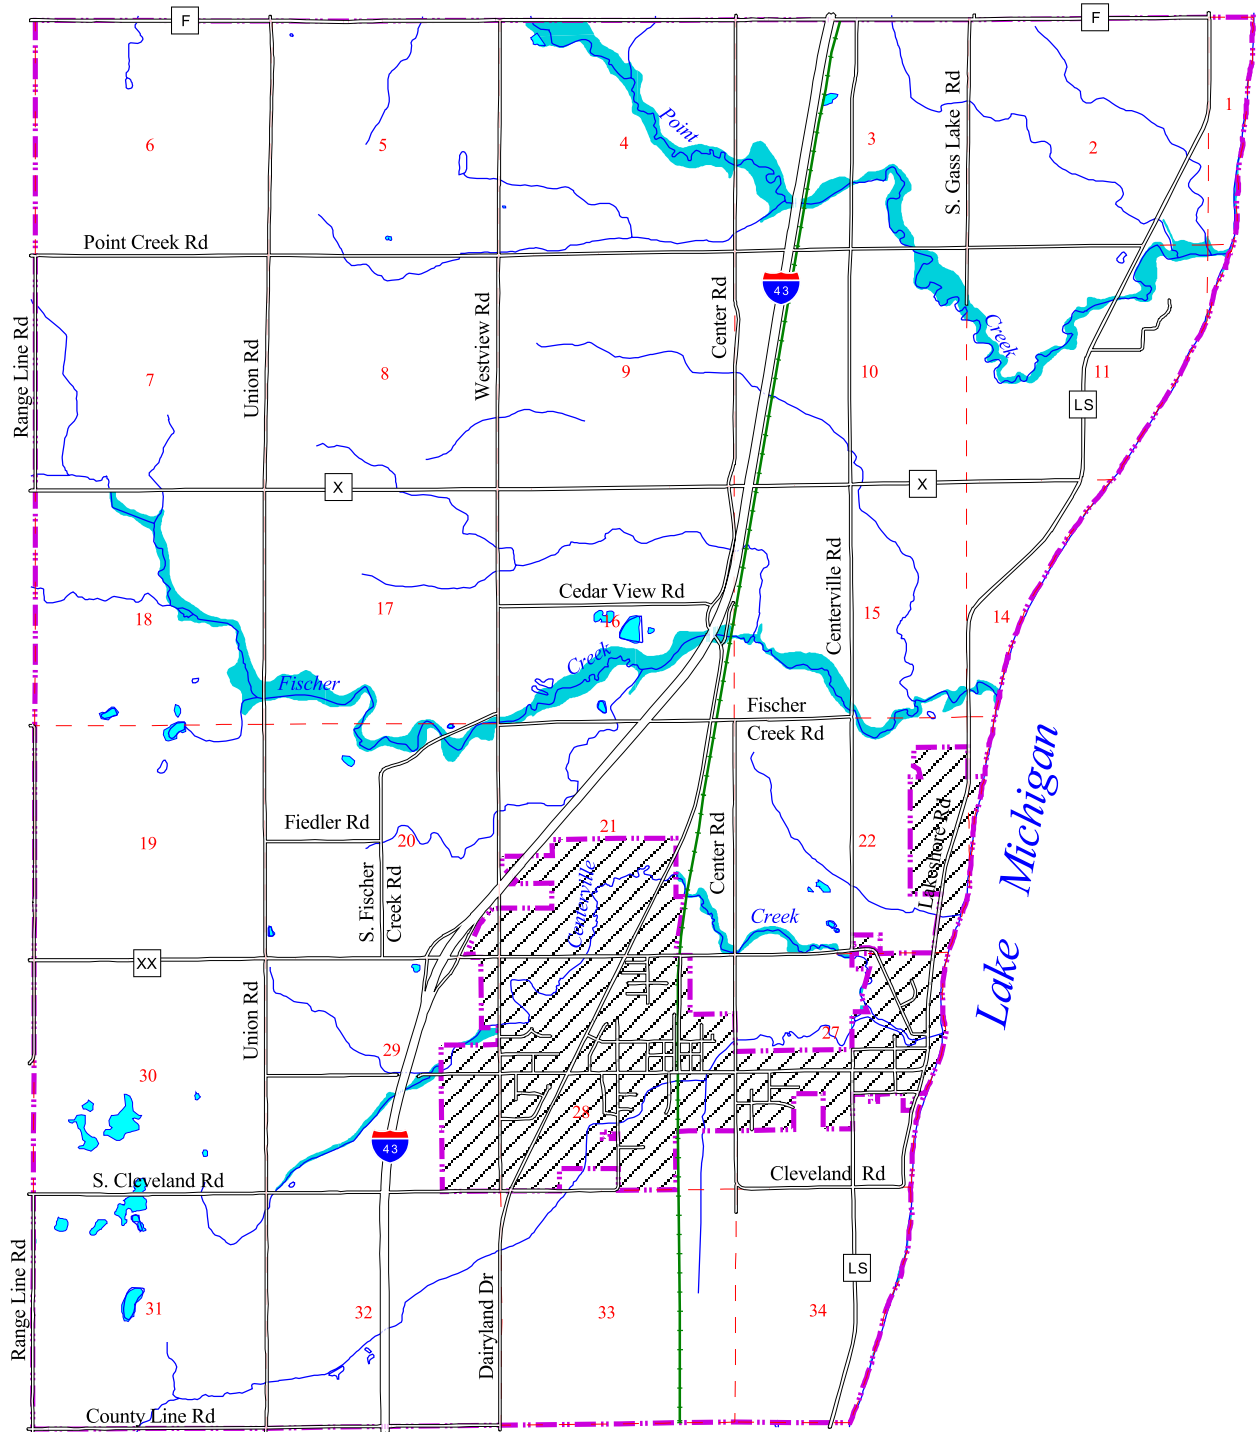 F
F
1
6
5
Point
4
3
2
S. Gass Lake Rd
Point Creek Rd
43
Range Line Rd
Union Rd
Westview Rd
Center Rd
Creek
7
8
9
10
11
LS
X
X
Centerville Rd
Cedar View Rd
18
17
16
15
14
Creek
Fischer
Fischer
Creek Rd
Lake Michigan
Fiedler Rd
19
20
21
22
S. Fischer
Creek Rd
Center Rd
Lakeshore Rd
Centerville
Creek
XX
Union Rd
29
27
30
28
43
S. Cleveland Rd
Cleveland Rd
Range Line Rd
Dairyland Dr
LS
31
32
33
34
County Line Rd